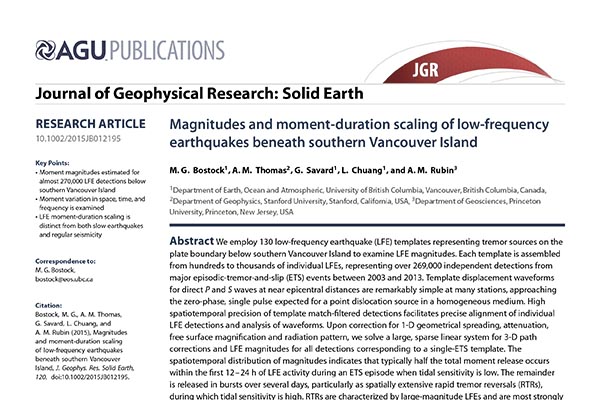 AGU PUBLICATIONS
JGR
Journal of Geophysical Research: Solid Earth
RESEARCH ARTICLE
10.1002/2015JB012195
Key Points:
• Moment magnitudes estimated for
almost 270,000 LFE detections below
southern Vancouver Island
• Moment variation in space, time, and
frequency is examined
• LFE moment-duration scaling is
distinct from both slow earthquakes
and regular seismicity
Correspondence to:
M. G. Bostock,
bostock@eos.ubc.ca
Citation:
Bostock, M. G., A. M. Thomas,
G. Savard, L. Chuang, and
A. M. Rubin (2015), Magnitudes
and moment-duration scaling
of low-frequency earthquakes
beneath southern Vancouver
Island, J. Geophys. Res. Solid Earth,
120, doi:10.1002/2015JB012195.
Magnitudes and moment-duration scaling of low-frequency
earthquakes beneath southern Vancouver Island
M. G. Bostock¹, A. M. Thomas², G. Savard¹, L. Chuang¹, and A. M. Rubin³
¹Department of Earth, Ocean and Atmospheric, University of British Columbia, Vancouver, British Columbia, Canada,
²Department of Geophysics, Stanford University, Stanford, California, USA, ³Department of Geosciences, Princeton
University, Princeton, New Jersey, USA
Abstract We employ 130 low-frequency earthquake (LFE) templates representing tremor sources on the
plate boundary below southern Vancouver Island to examine LFE magnitudes. Each template is assembled
from hundreds to thousands of individual LFEs, representing over 269,000 independent detections from
major episodic-tremor-and-slip (ETS) events between 2003 and 2013. Template displacement waveforms
for direct P and S waves at near epicentral distances are remarkably simple at many stations, approaching
the zero-phase, single pulse expected for a point dislocation source in a homogeneous medium. High
spatiotemporal precision of template match-filtered detections facilitates precise alignment of individual
LFE detections and analysis of waveforms. Upon correction for 1-D geometrical spreading, attenuation,
free surface magnification and radiation pattern, we solve a large, sparse linear system for 3-D path
corrections and LFE magnitudes for all detections corresponding to a single-ETS template. The
spatiotemporal distribution of magnitudes indicates that typically half the total moment release occurs
within the first 12–24 h of LFE activity during an ETS episode when tidal sensitivity is low. The remainder
is released in bursts over several days, particularly as spatially extensive rapid tremor reversals (RTRs),
during which tidal sensitivity is high. RTRs are characterized by large-magnitude LFEs and are most strongly